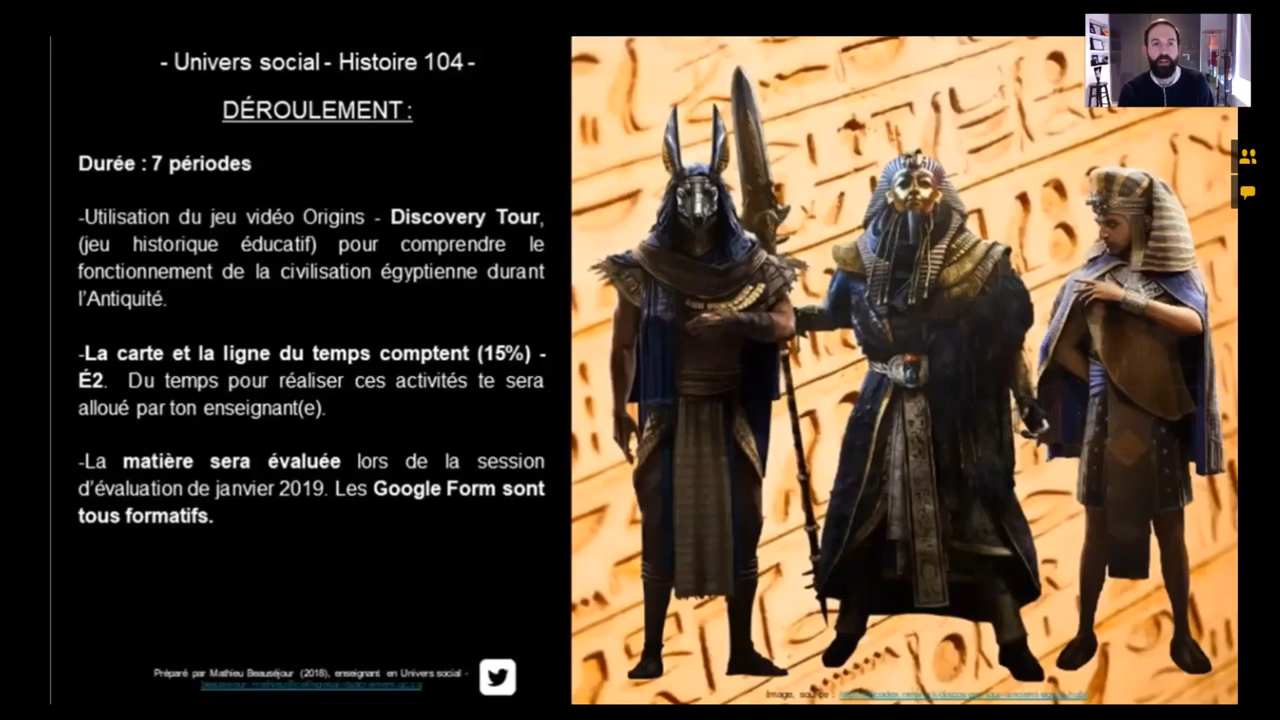 - Univers social - Histoire 104 -
DÉROULEMENT :
Durée : 7 périodes
-Utilisation du jeu vidéo Origins - Discovery Tour,
(jeu historique éducatif) pour comprendre le
fonctionnement de la civilisation égyptienne durant
l'Antiquité.
-La carte et la ligne du temps comptent (15%) -
É2. Du temps pour réaliser ces activités te sera
alloué par ton enseignant(e).
-La matière sera évaluée lors de la session
d'évaluation de janvier 2019. Les Google Form sont
tous formatifs.
Préparé par Mathieu Beauséjour (2018), enseignant en Univers social -
Image, source :